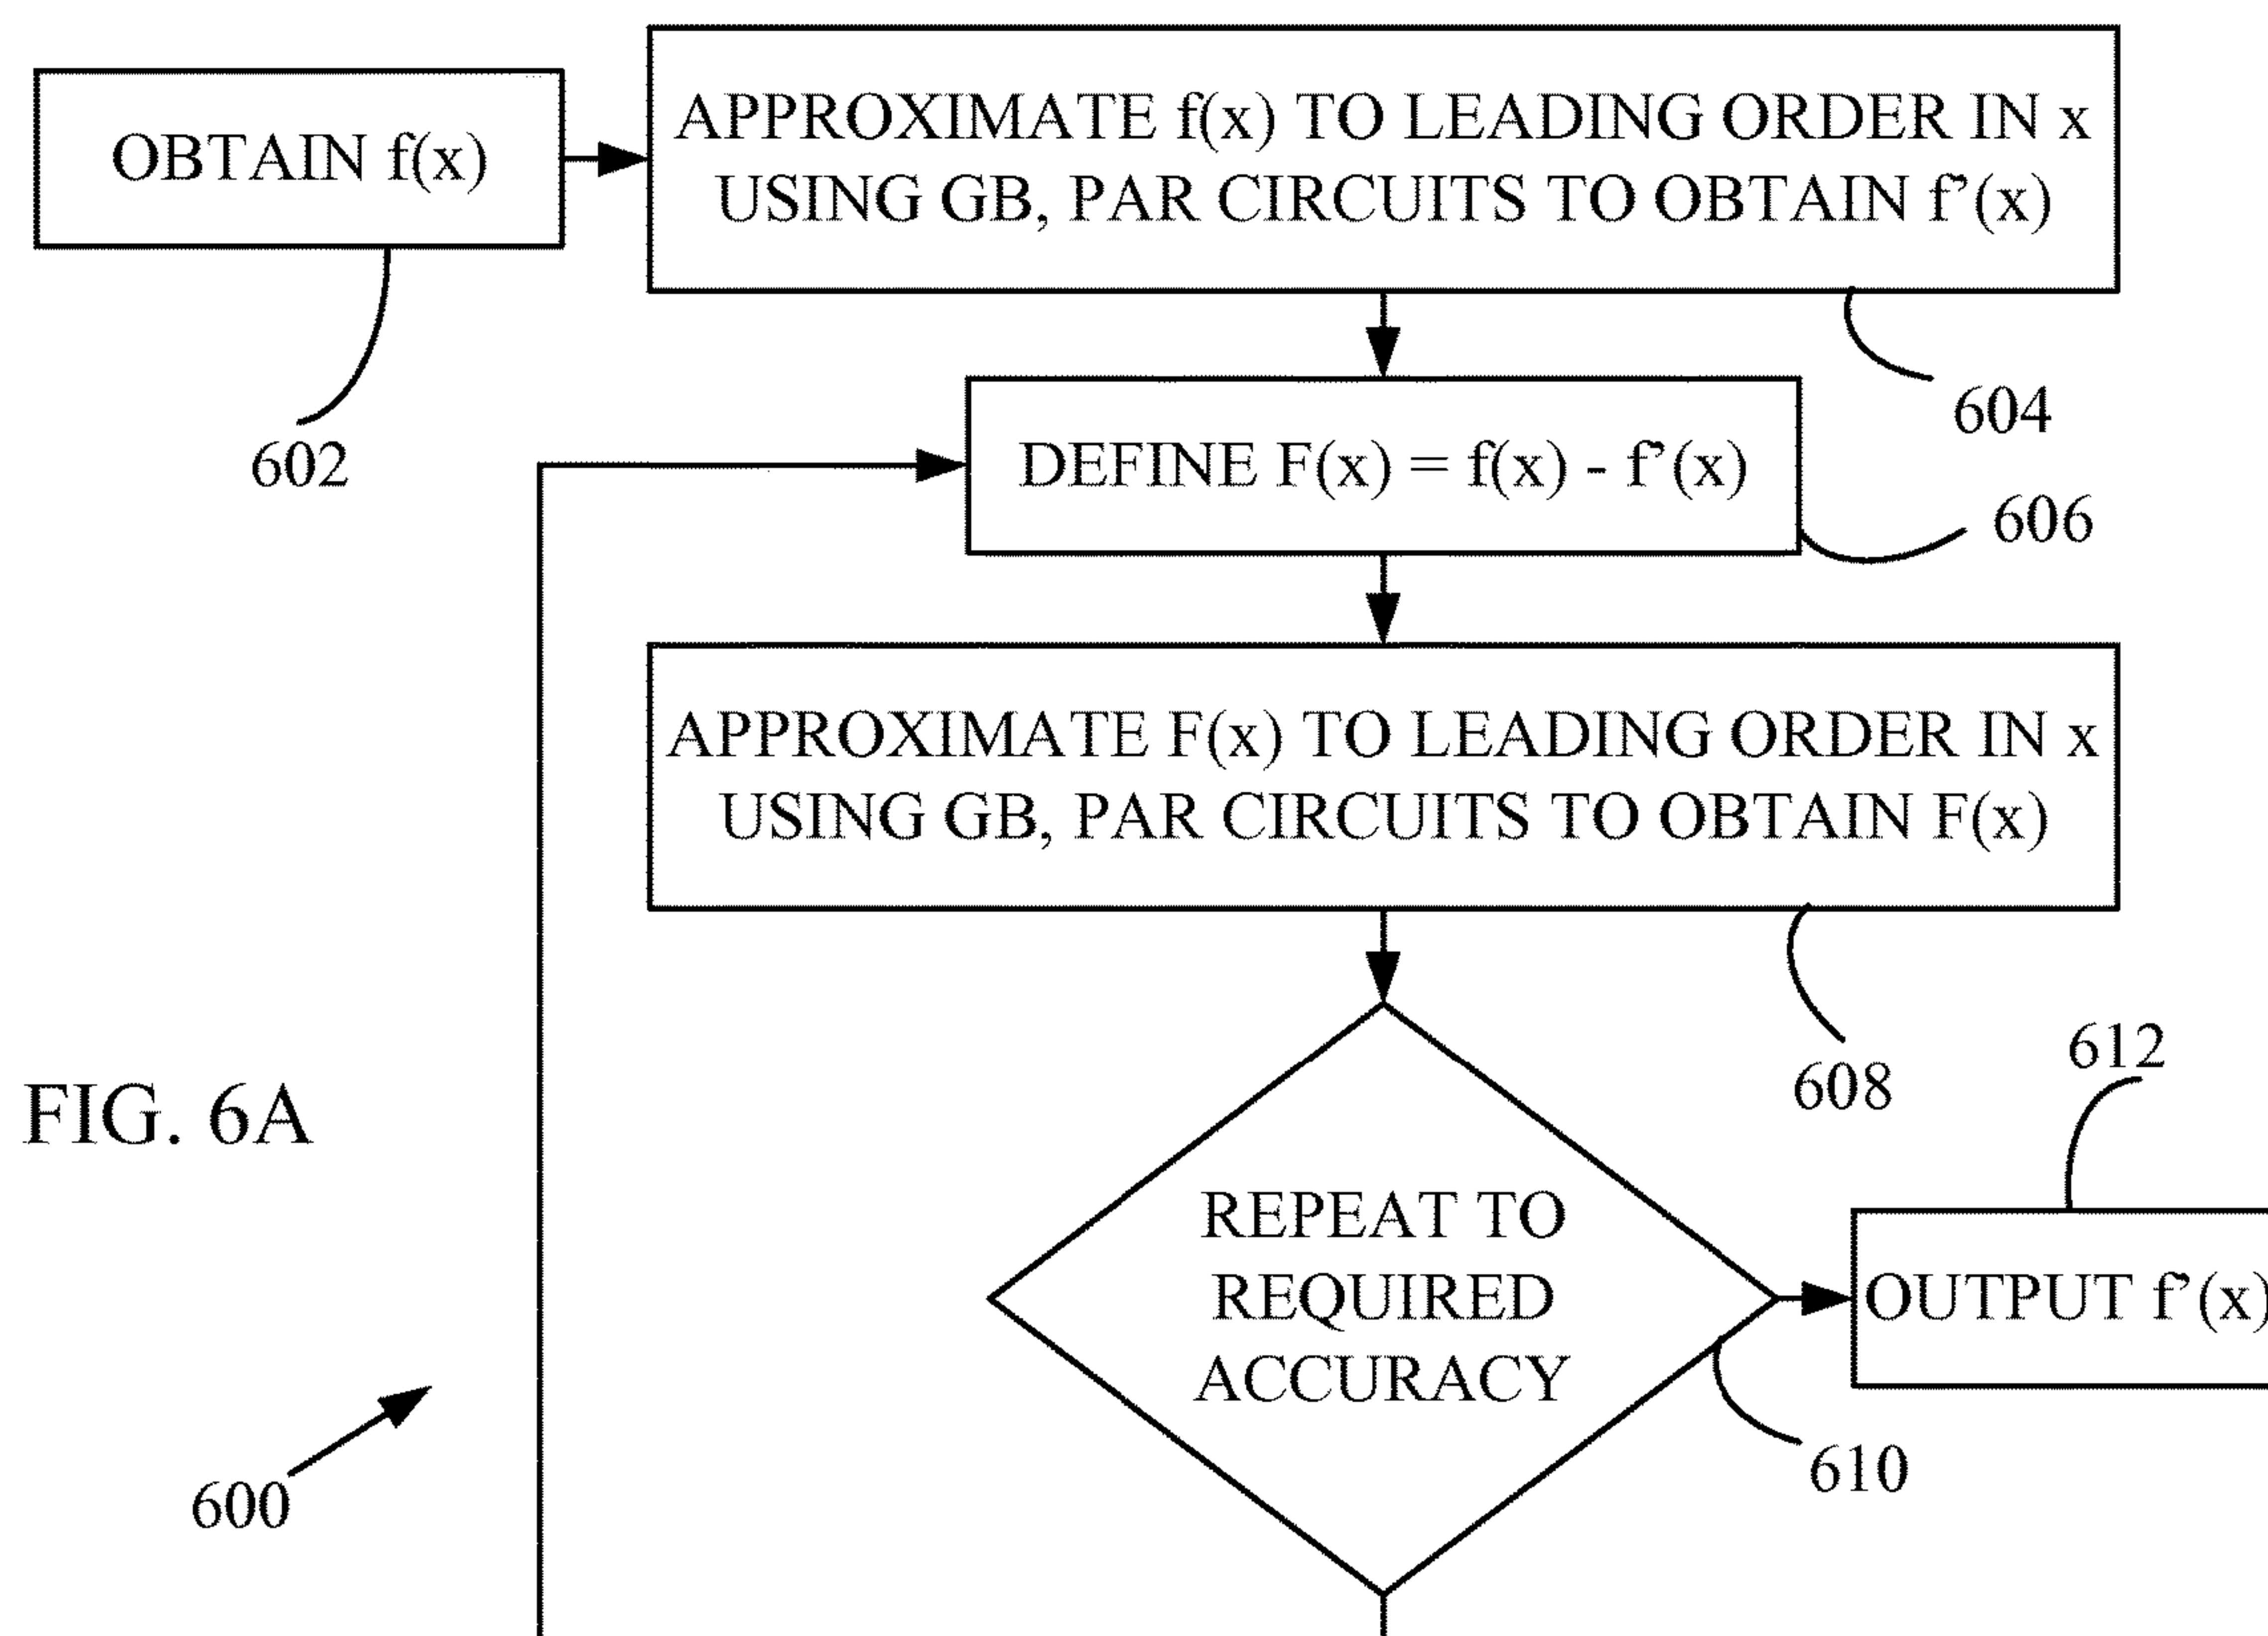 OBTAIN f(x)
APPROXIMATE f(x) TO LEADING ORDER IN x
USING GB, PAR CIRCUITS TO OBTAIN f’(x)
602
604
DEFINE F(x) = f(x) - f’(x)
606
APPROXIMATE F(x) TO LEADING ORDER IN x
USING GB, PAR CIRCUITS TO OBTAIN F(x)
608
612
FIG. 6A
REPEAT TO
REQUIRED
ACCURACY
OUTPUT f’(x)
610
600